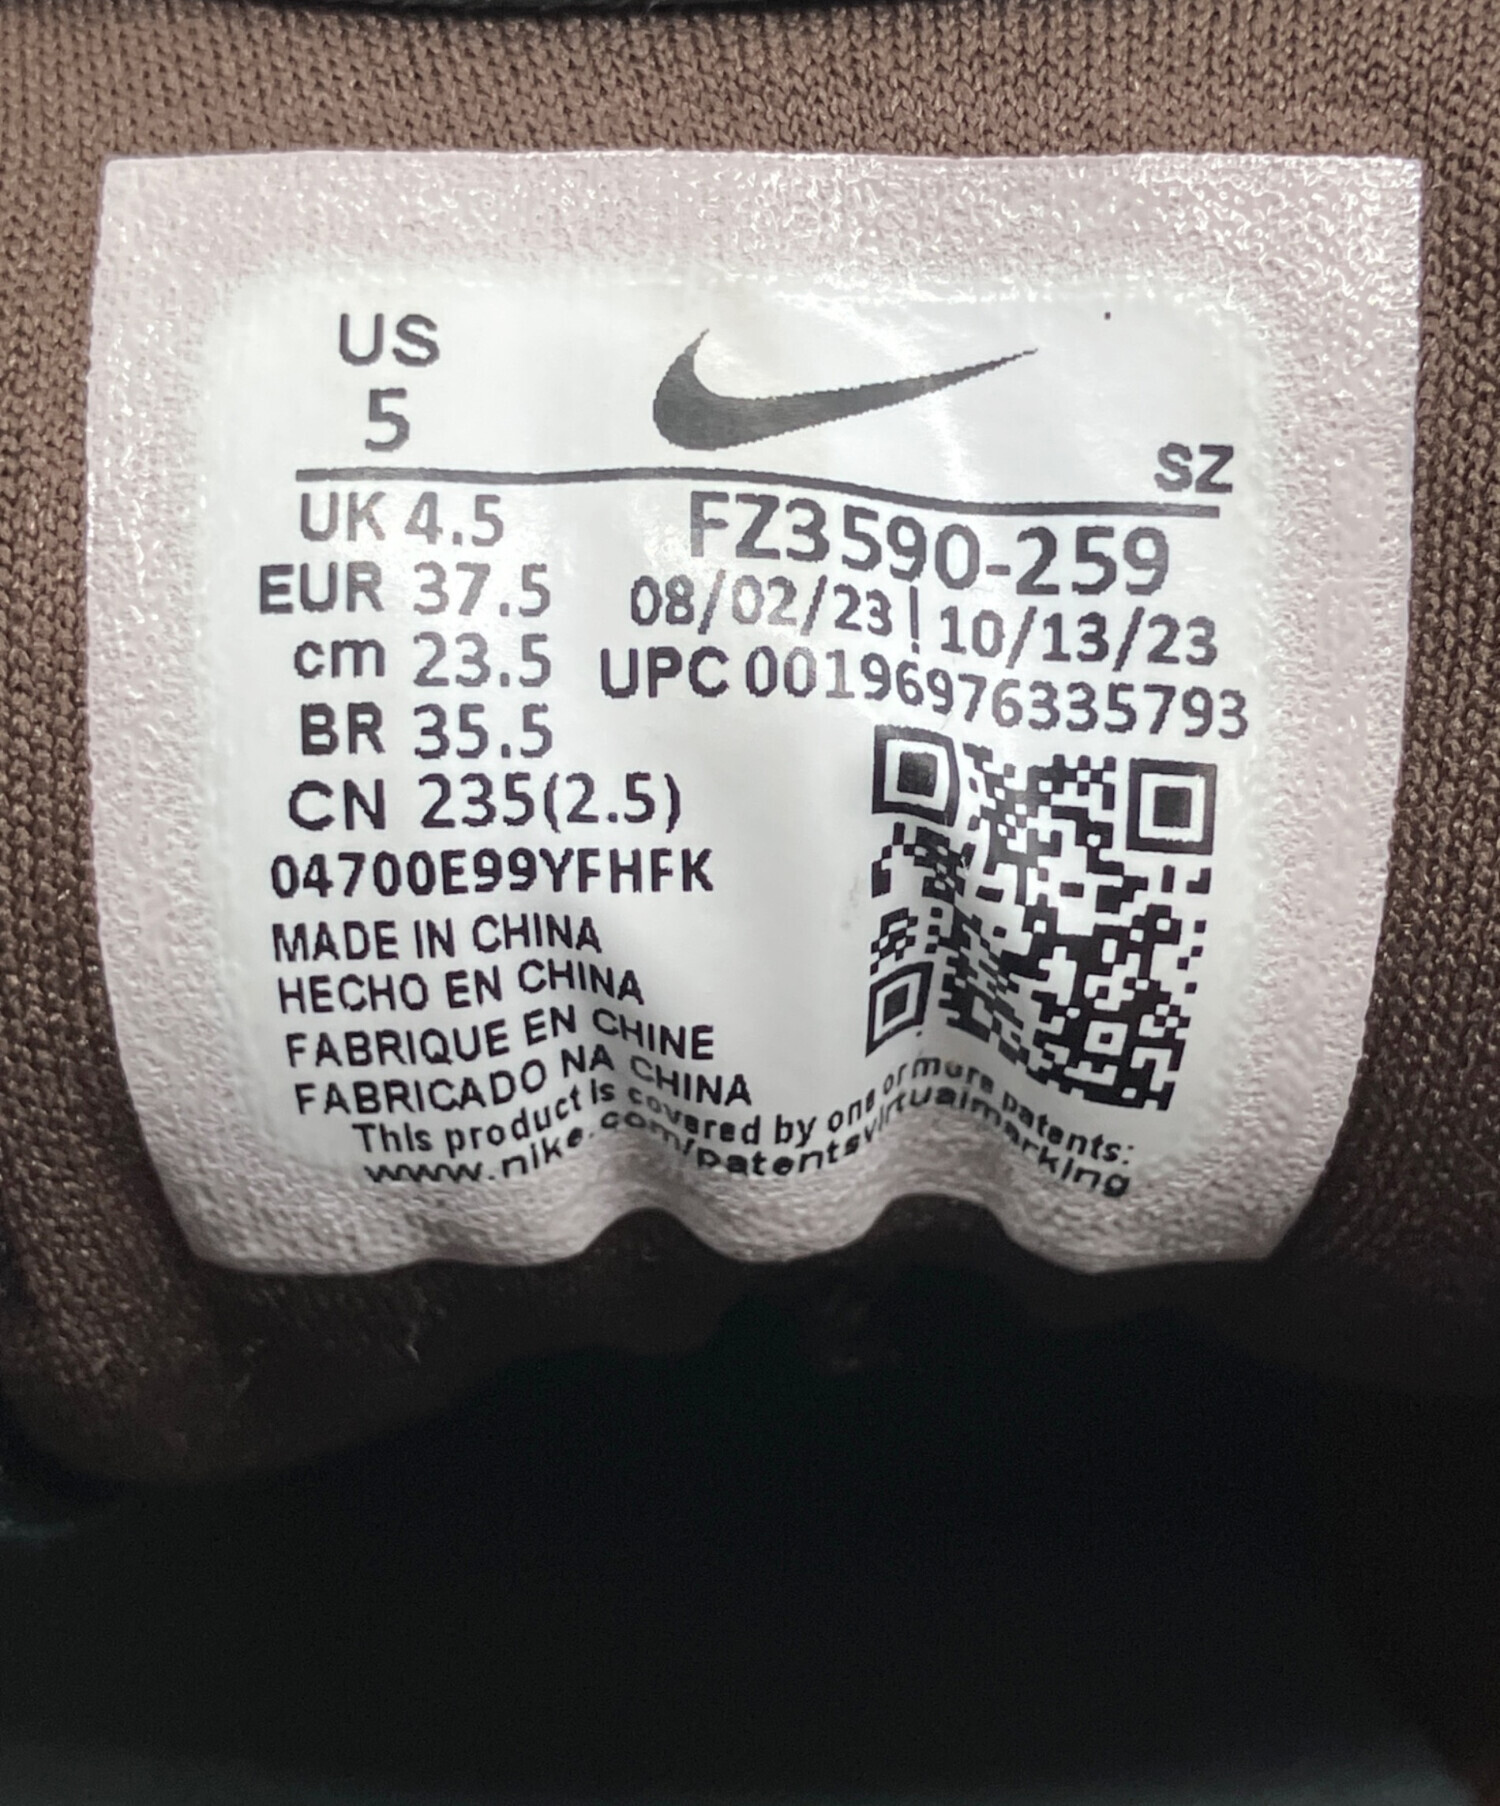 US
5
SZ
UK 4.5
EUR 37.5
cm 23.5
BR 35.5
CN 235(2.5)
FZ3590-259
08/02/23 | 10/13/23
UPC 00196976335793
04700E99YFHFK
MADE IN CHINA
HECHO EN CHINA
FABRIQUE EN CHINE
FABRICADO NA CHINA
This product is covered by one or more patents:
www.nike.com/patentsvirtualmarking